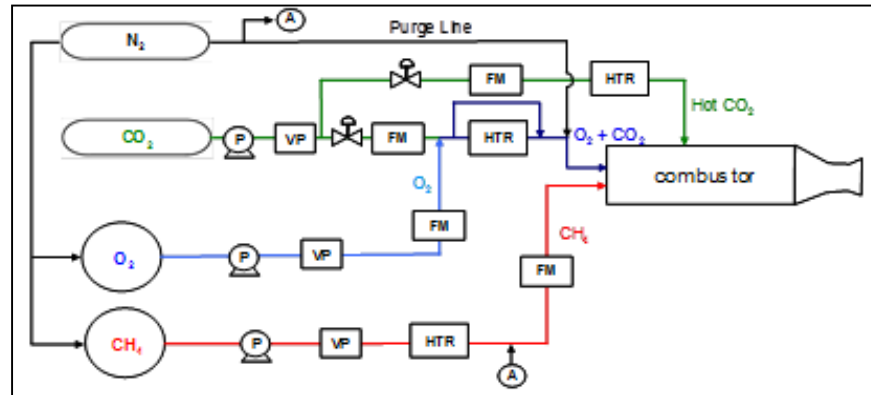 A
N₂
Purge Line
FM
HTR
Hot CO₂
CO₂
P
VP
FM
HTR
O₂ + CO₂
combustor
O₂
FM
CH₄
O₂
P
VP
FM
CH₄
P
VP
HTR
A